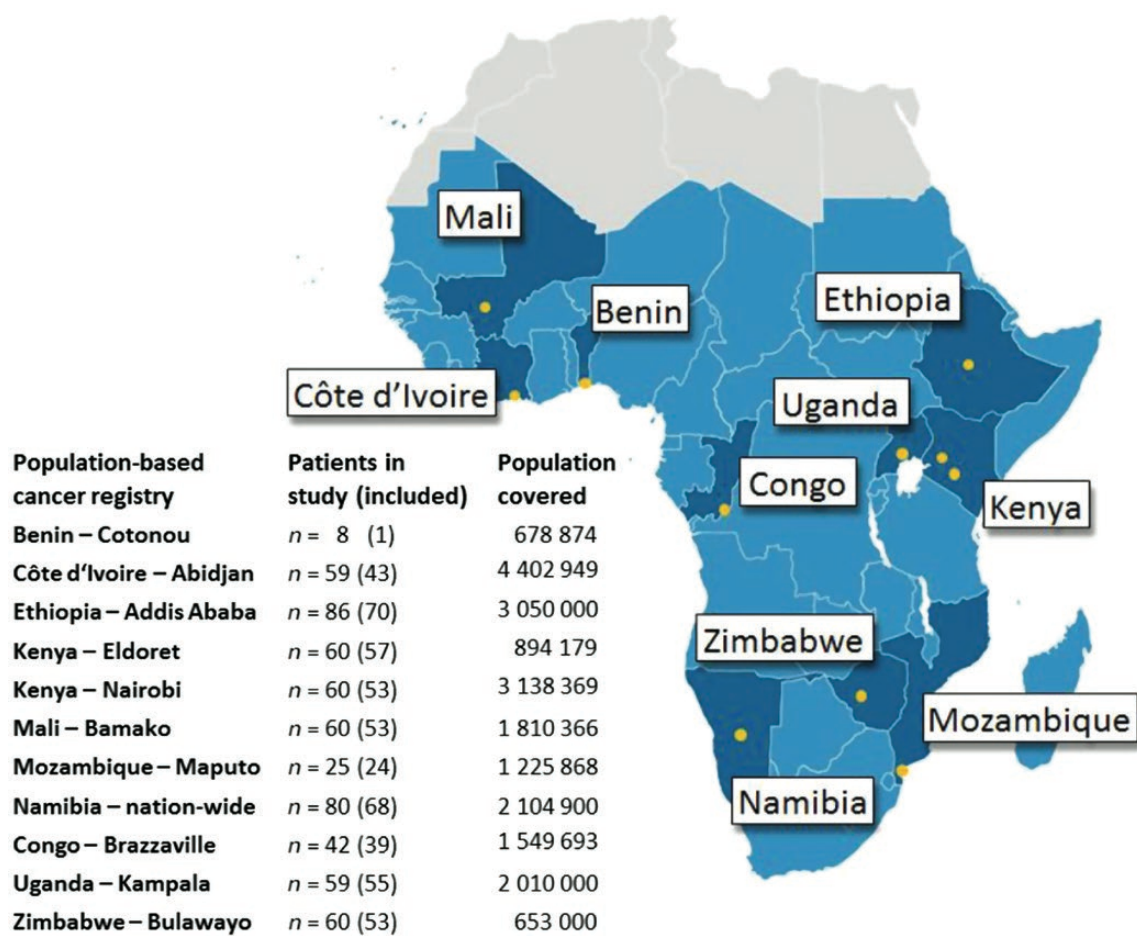 Mali
Benin
Ethiopia
Côte d’Ivoire
Uganda
Congo
Kenya
Zimbabwe
Mozambique
Namibia
Population-based Patients in Population
cancer registry study (included) covered
Benin – Cotonou n = 8 (1) 678 874
Côte d‘Ivoire – Abidjan n = 59 (43) 4 402 949
Ethiopia – Addis Ababa n = 86 (70) 3 050 000
Kenya – Eldoret n = 60 (57) 894 179
Kenya – Nairobi n = 60 (53) 3 138 369
Mali – Bamako n = 60 (53) 1 810 366
Mozambique – Maputo n = 25 (24) 1 225 868
Namibia – nation-wide n = 80 (68) 2 104 900
Congo – Brazzaville n = 42 (39) 1 549 693
Uganda – Kampala n = 59 (55) 2 010 000
Zimbabwe – Bulawayo n = 60 (53) 653 000